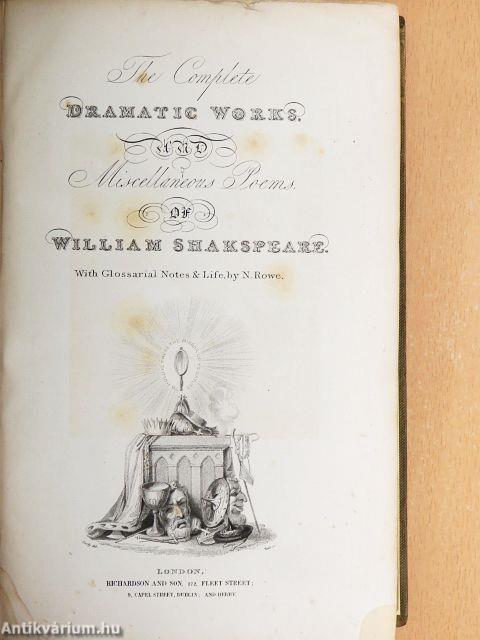 The Complete
DRAMATIC WORKS.
AND
Miscellaneous Poems.
OF
WILLIAM SHAKSPEARE.
With Glossarial Notes & Life, by N. Rowe.
LONDON,
RICHARDSON AND SON, 172, FLEET STREET;
9, CAPEL STREET, DUBLIN; AND DERBY.
Antikvárium.hu